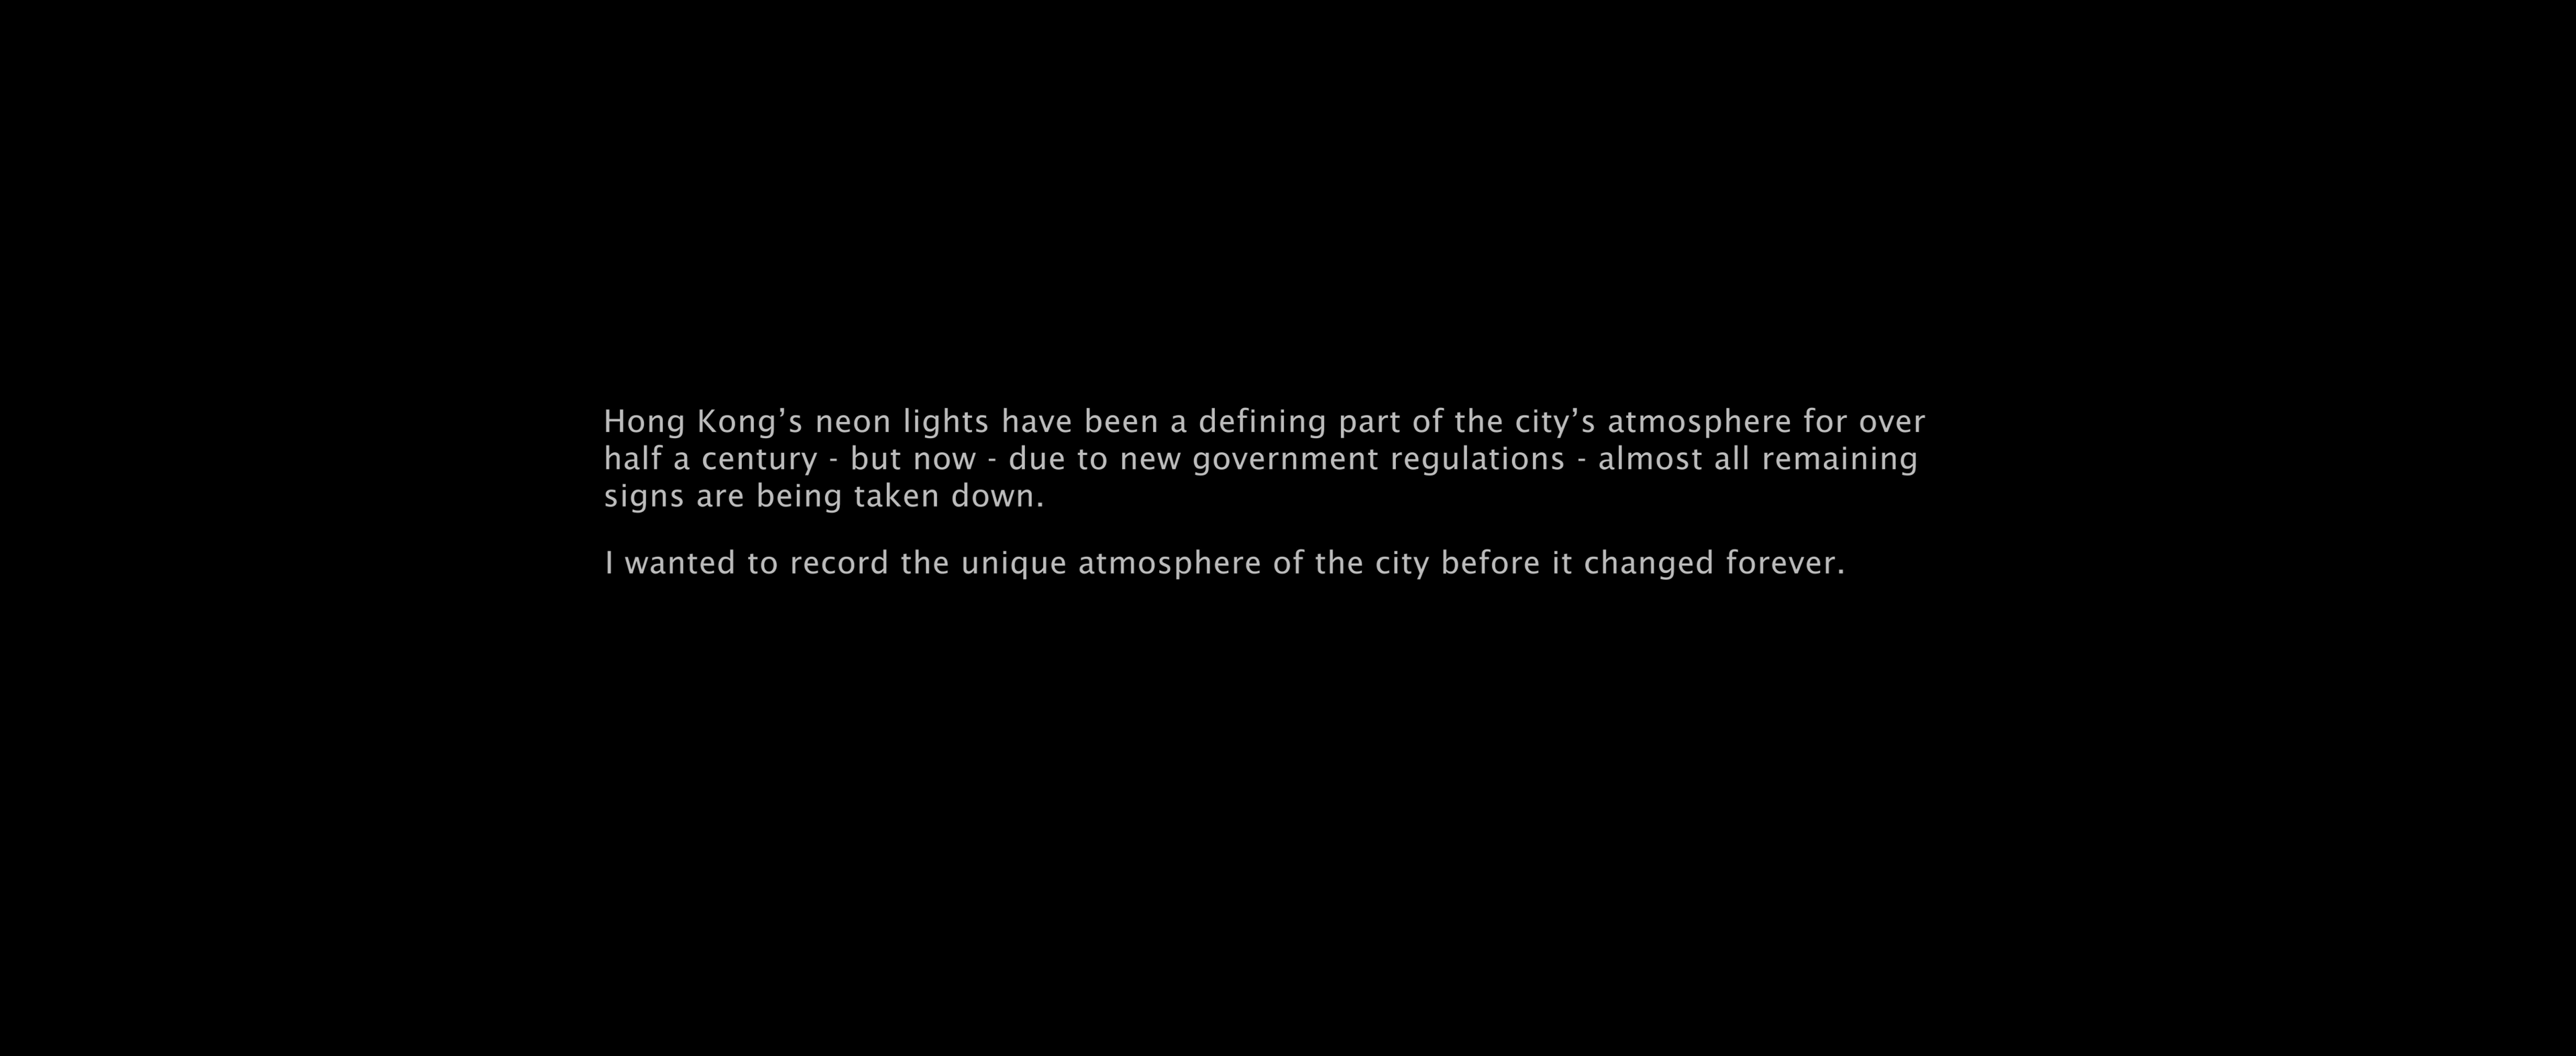 Hong Kong’s neon lights have been a defining part of the city’s atmosphere for over
half a century - but now - due to new government regulations - almost all remaining
signs are being taken down.
I wanted to record the unique atmosphere of the city before it changed forever.